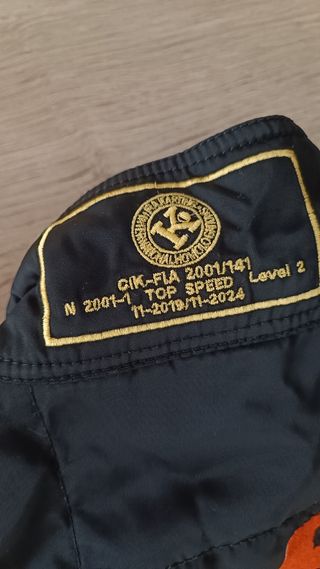 K
CIK-FIA 2001/141
N 2001-1 TOP SPEED Level 2
11-2019/11-2024